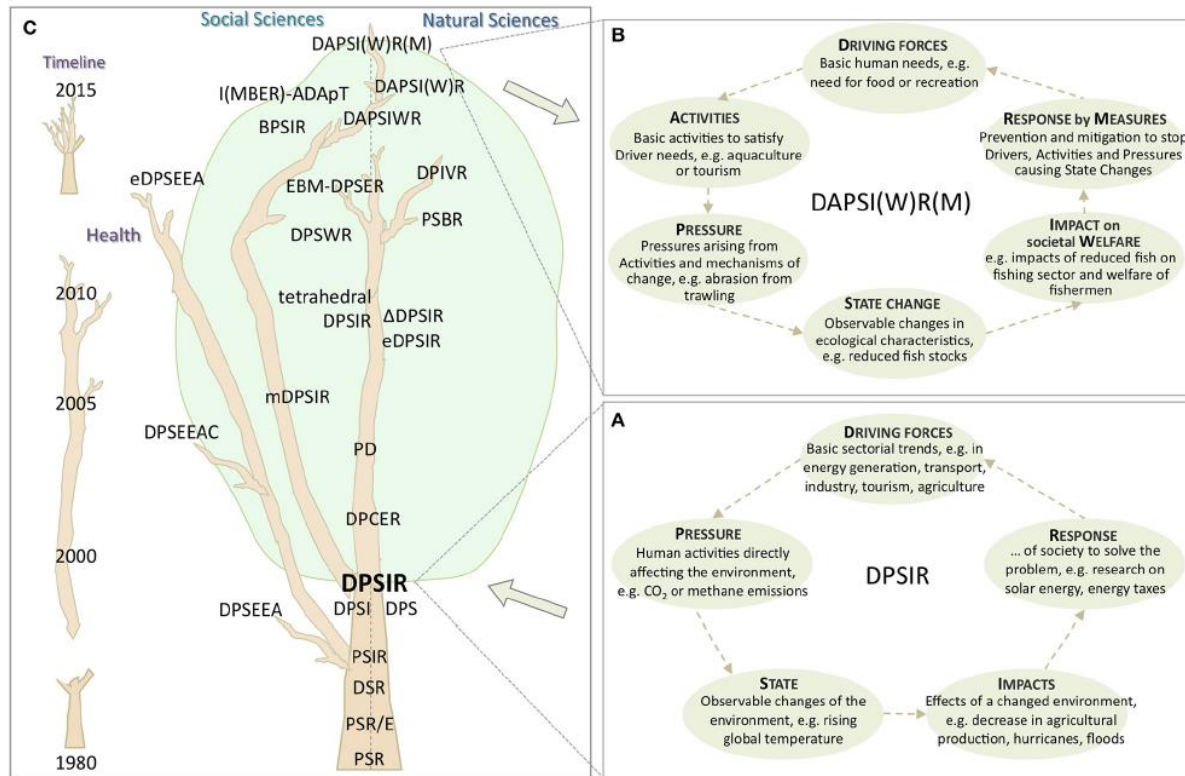 C
Social Sciences
Natural Sciences
DAPSI(W)R(M)
Timeline
2015
I(MBER)-ADApT
DAPSI(W)R
BPSIR
DAPSIWR
eDPSEEA
EBM-DPSER
DPIVR
Health
DPSWR
PSBR
2010
tetrahedral
DPSIR
ΔDPSIR
eDPSIR
2005
mDPSIR
DPSEEAC
PD
DPCER
2000
DPSIR
DPSEEA
DPSI
DPS
PSIR
DSR
PSR/E
PSR
1980
B
DRIVING FORCES
Basic human needs, e.g.
need for food or recreation
ACTIVITIES
Basic activities to satisfy
Driver needs, e.g. aquaculture
or tourism
RESPONSE by MEASURES
Prevention and mitigation to stop
Drivers, Activities and Pressures
causing State Changes
DAPSI(W)R(M)
PRESSURE
Pressures arising from
Activities and mechanisms of
change, e.g. abrasion from
trawling
IMPACT on
societal WELFARE
e.g. impacts of reduced fish on
fishing sector and welfare of
fishermen
STATE CHANGE
Observable changes in
ecological characteristics,
e.g. reduced fish stocks
A
DRIVING FORCES
Basic sectorial trends, e.g. in
energy generation, transport,
industry, tourism, agriculture
PRESSURE
Human activities directly
affecting the environment,
e.g. CO₂ or methane emissions
DPSIR
RESPONSE
... of society to solve the
problem, e.g. research on
solar energy, energy taxes
STATE
Observable changes of the
environment, e.g. rising
global temperature
IMPACTS
Effects of a changed environment,
e.g. decrease in agricultural
production, hurricanes, floods